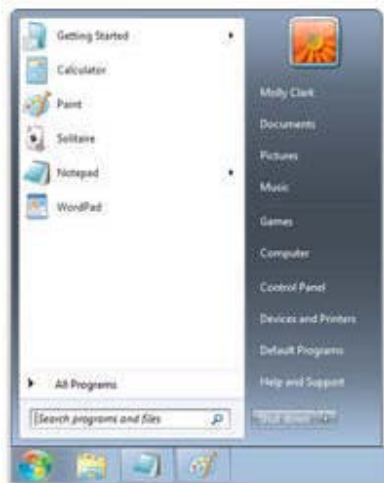 Getting Started
Calculator
Paint
Solitaire
Notepad
WordPad
All Programs
Search programs and files
Molly Clark
Documents
Pictures
Music
Games
Computer
Control Panel
Devices and Printers
Default Programs
Help and Support
Shut down